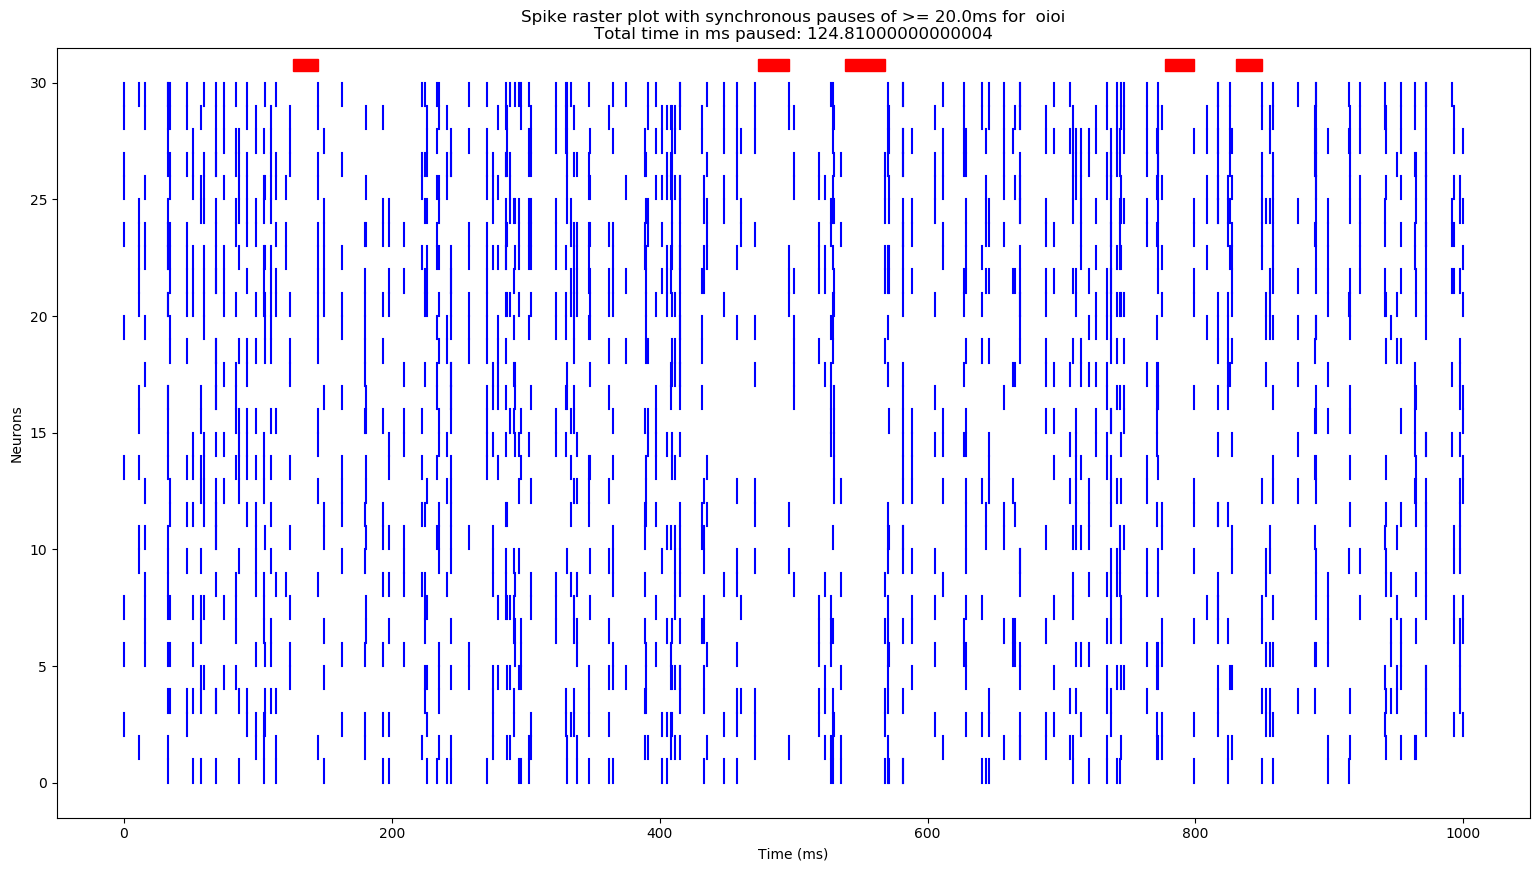 Spike raster plot with synchronous pauses of >= 20.0ms for  oioi
Total time in ms paused: 124.81000000000004
30
25
20
15
10
5
0
Neurons
0 200 400 600 800 1000
Time (ms)